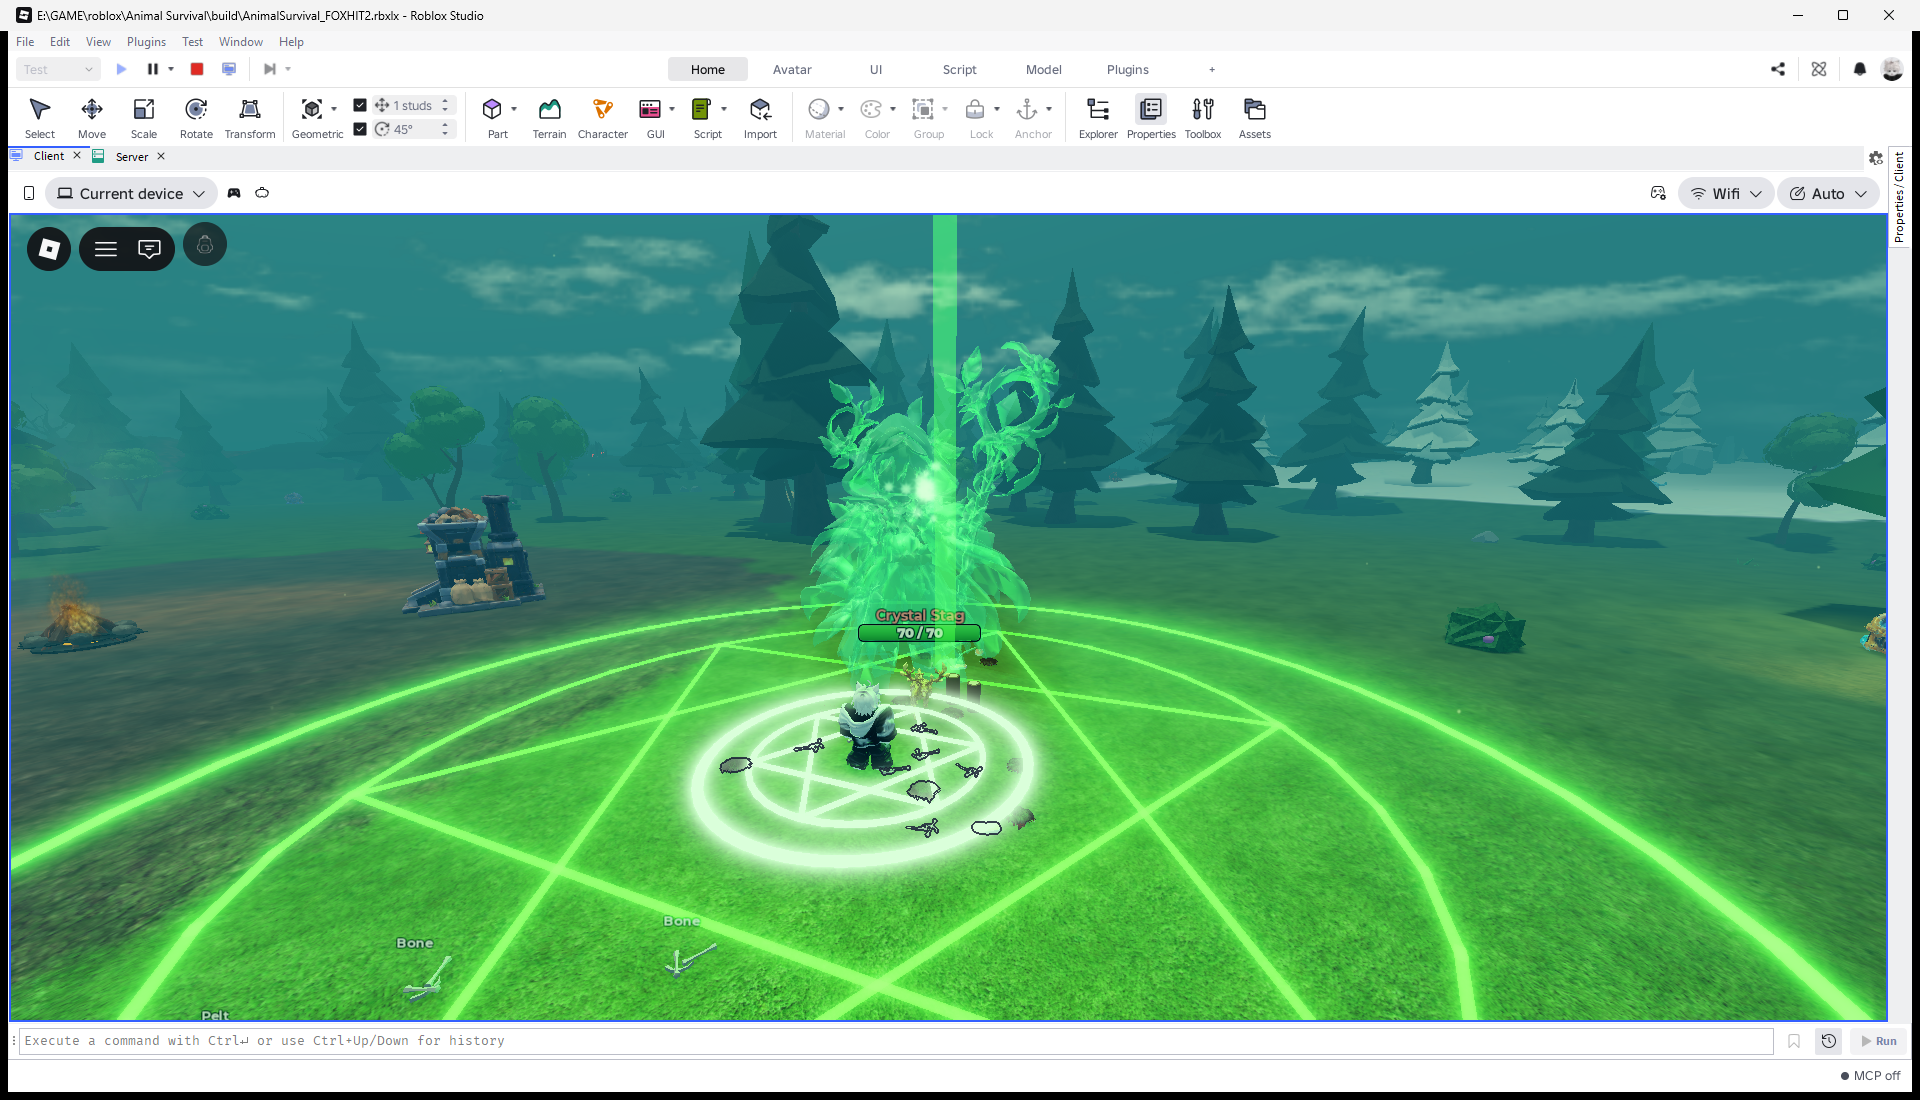 E:\GAME\roblox\Animal Survival\build\AnimalSurvival_FOXHIT2.rbxlx - Roblox Studio
File Edit View Plugins Test Window Help
Test
Home Avatar UI Script Model Plugins +
1 studs
45°
Select Move Scale Rotate Transform Geometric Part Terrain Character GUI Script Import Material Color Group Lock Anchor Explorer Properties Toolbox Assets
Client Server
Properties / Client
Current device
Wifi Auto
Crystal Stag
70 / 70
Bone
Bone
Pelt
Execute a command with Ctrl↵ or use Ctrl+Up/Down for history
Run
MCP off